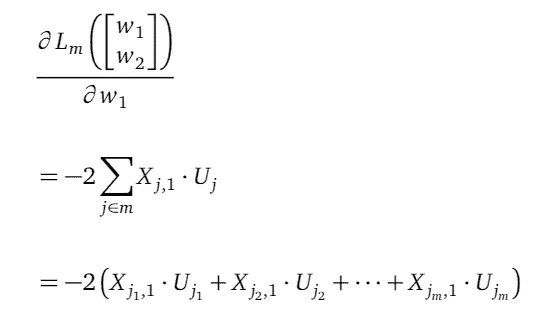 ∂L_m([w_1 w_2])
∂w_1
= −2 ∑_{j∈m} X_{j,1} · U_j
= −2(X_{j_1,1} · U_{j_1} + X_{j_2,1} · U_{j_2} + ··· + X_{j_m,1} · U_{j_m})